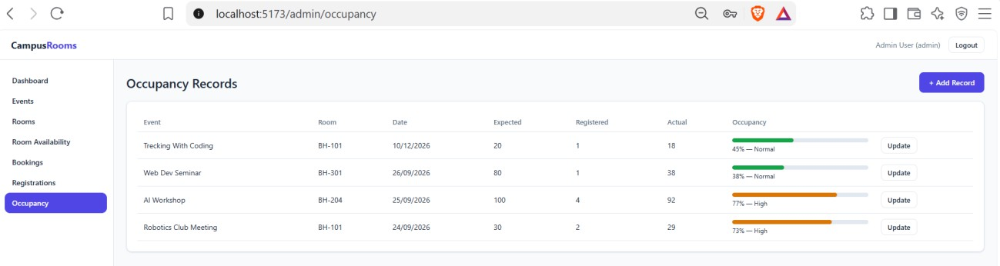 localhost:5173/admin/occupancy
CampusRooms
Admin User (admin) Logout
Dashboard
Events
Rooms
Room Availability
Bookings
Registrations
Occupancy
Occupancy Records
+ Add Record
Event Room Date Expected Registered Actual Occupancy
Trecking With Coding BH-101 10/12/2026 20 1 18 45% — Normal Update
Web Dev Seminar BH-301 26/09/2026 80 1 38 38% — Normal Update
AI Workshop BH-204 25/09/2026 100 4 92 77% — High Update
Robotics Club Meeting BH-101 24/09/2026 30 2 29 73% — High Update